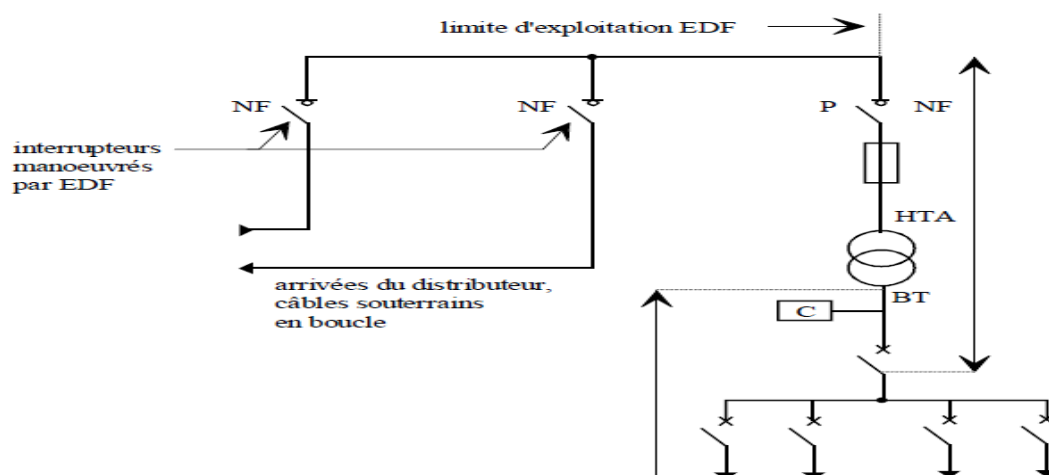 limite d'exploitation EDF
NF
NF
P
NF
interrupteurs
manoeuvrés
par EDF
HTA
arrivées du distributeur,
câbles souterrains
en boucle
BT
C